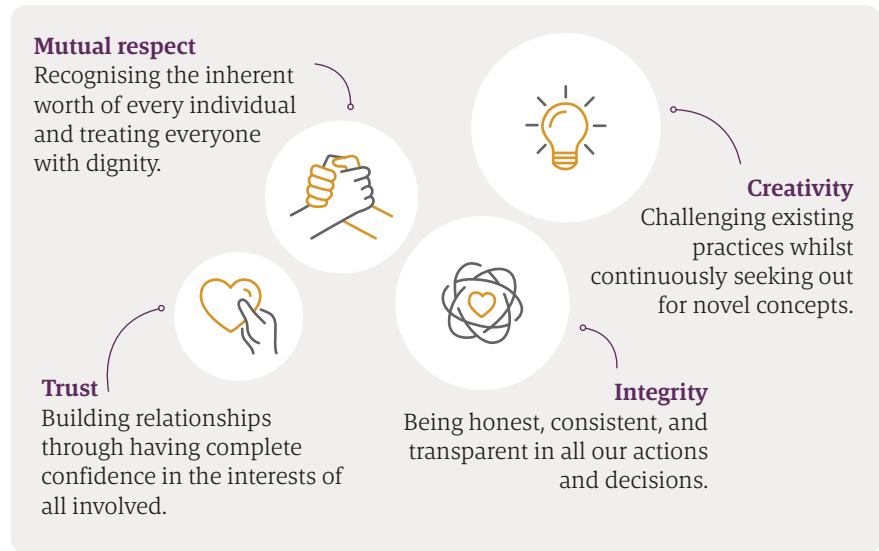 Mutual respect
Recognising the inherent
worth of every individual
and treating everyone
with dignity.
Creativity
Challenging existing
practices whilst
continuously seeking out
for novel concepts.
Trust
Building relationships
through having complete
confidence in the interests of
all involved.
Integrity
Being honest, consistent, and
transparent in all our actions
and decisions.